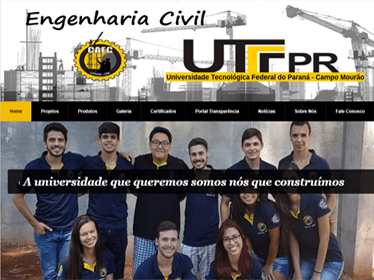 Engenharia Civil
CAEC
UTFPR
Universidade Tecnológica Federal do Paraná - Campo Mourão
Home Projetos Produtos Galeria Certificados Portal Transparência Notícias Sobre Nós Fale Conosco
A universidade que queremos somos nós que construímos